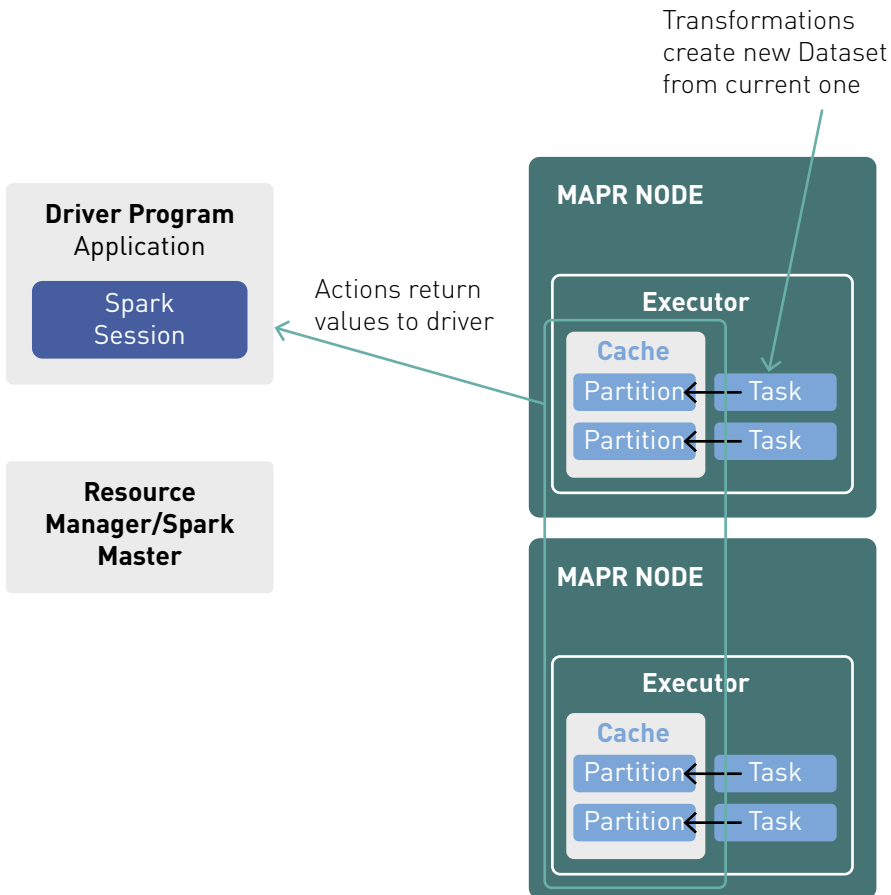 Transformations
create new Dataset
from current one
Driver Program
Application
Spark
Session
Actions return
values to driver
Resource
Manager/Spark
Master
MAPR NODE
Executor
Cache
Partition
Task
Partition
Task
MAPR NODE
Executor
Cache
Partition
Task
Partition
Task